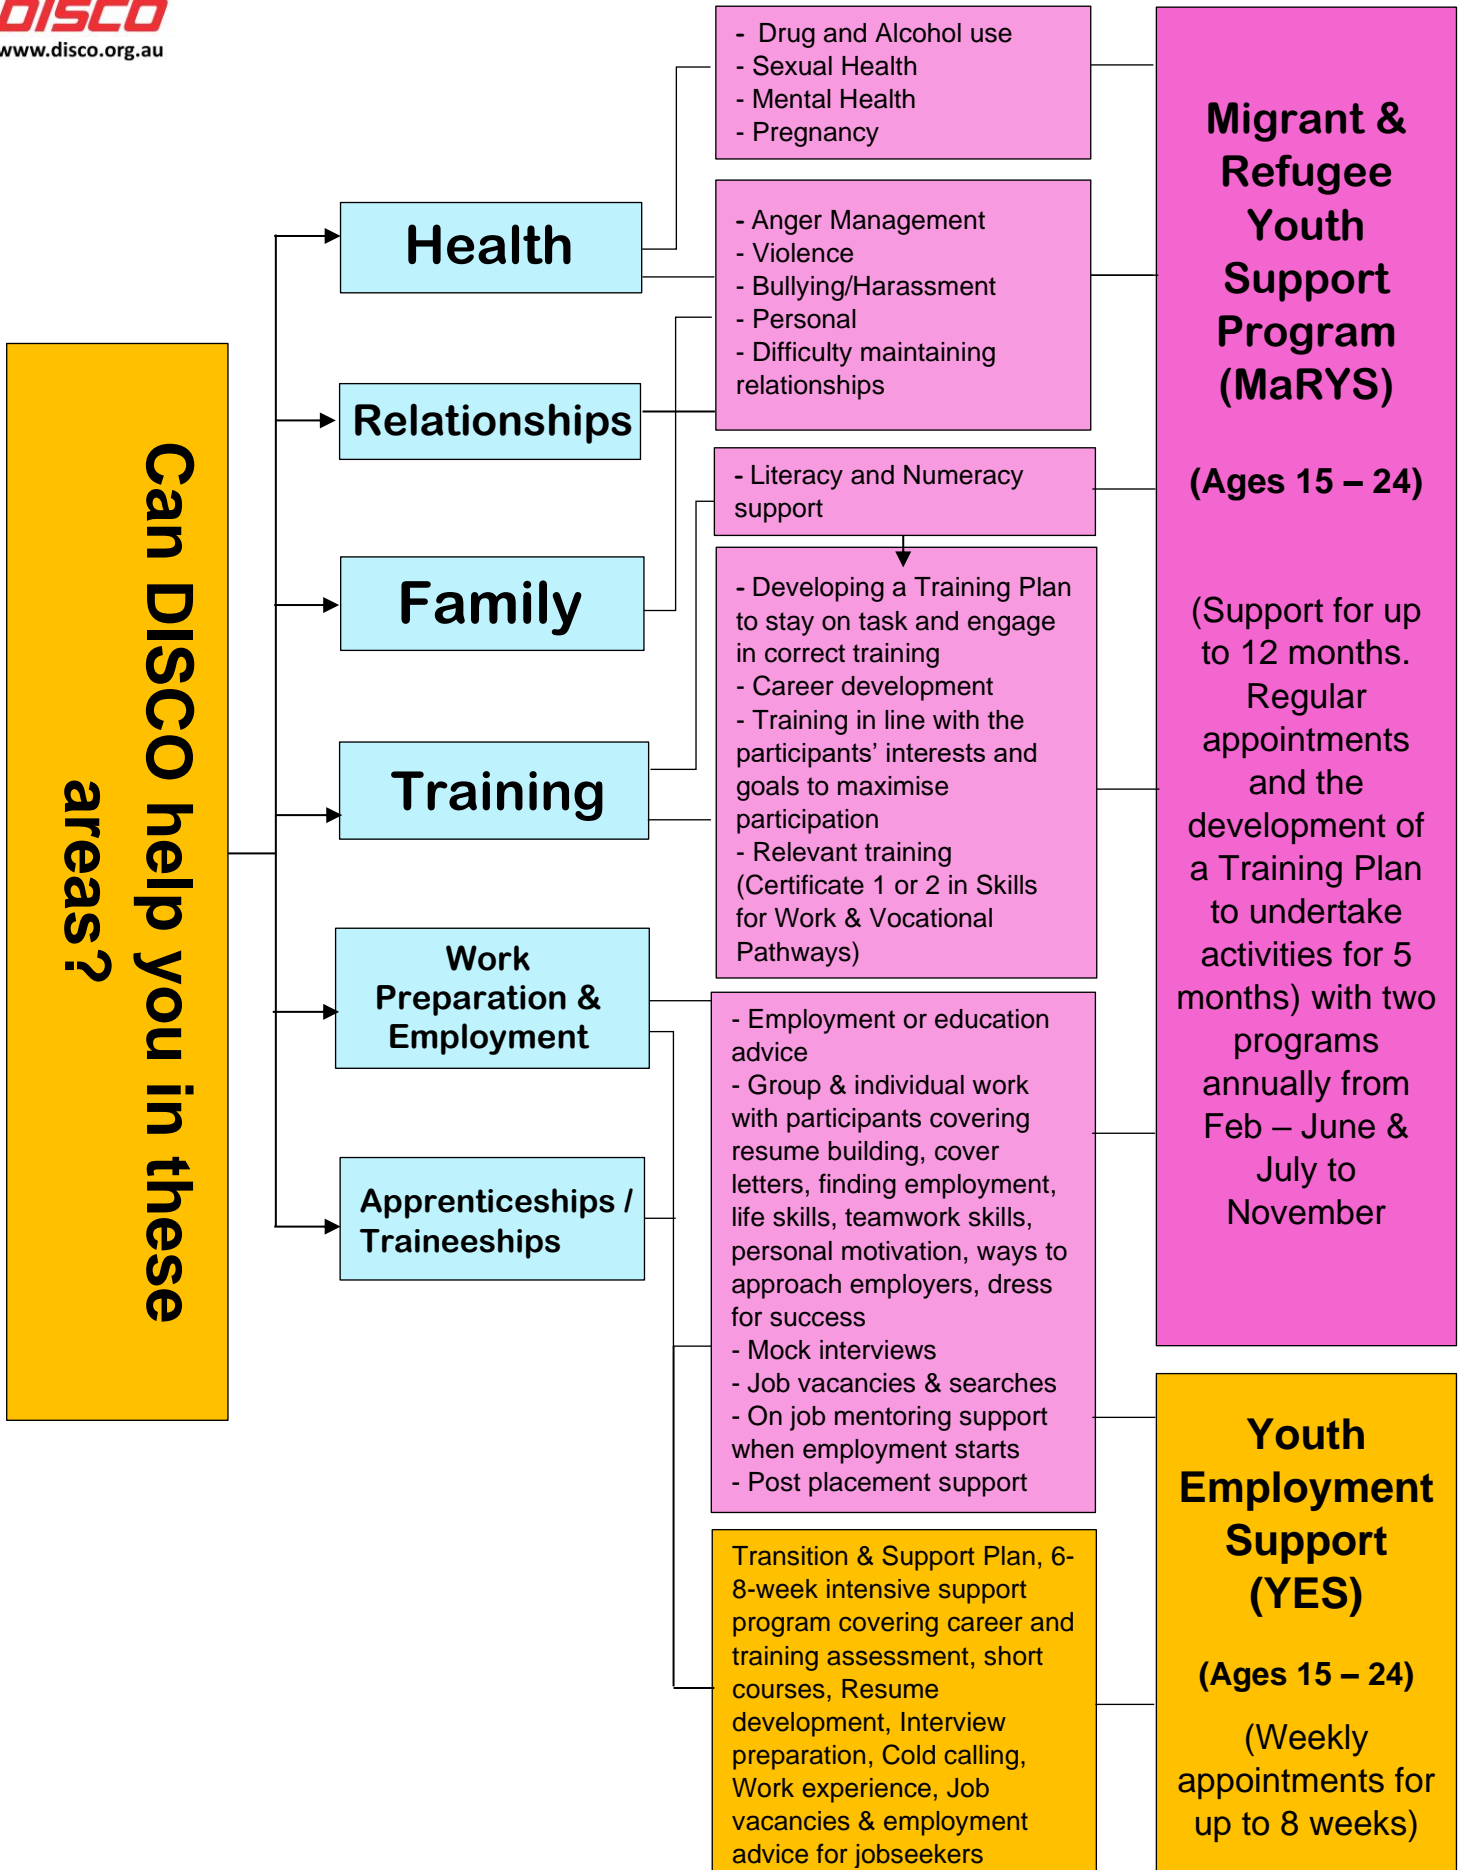 DISCO
www.disco.org.au
Can DISCO help you in these
areas?
Health
Relationships
Family
Training
Work
Preparation &
Employment
Apprenticeships /
Traineeships
- Drug and Alcohol use
- Sexual Health
- Mental Health
- Pregnancy
- Anger Management
- Violence
- Bullying/Harassment
- Personal
- Difficulty maintaining
relationships
- Literacy and Numeracy
support
- Developing a Training Plan
to stay on task and engage
in correct training
- Career development
- Training in line with the
participants’ interests and
goals to maximise
participation
- Relevant training
(Certificate 1 or 2 in Skills
for Work & Vocational
Pathways)
- Employment or education
advice
- Group & individual work
with participants covering
resume building, cover
letters, finding employment,
life skills, teamwork skills,
personal motivation, ways to
approach employers, dress
for success
- Mock interviews
- Job vacancies & searches
- On job mentoring support
when employment starts
- Post placement support
Transition & Support Plan, 6-
8-week intensive support
program covering career and
training assessment, short
courses, Resume
development, Interview
preparation, Cold calling,
Work experience, Job
vacancies & employment
advice for jobseekers
Migrant &
Refugee
Youth
Support
Program
(MaRYS)
(Ages 15 – 24)
(Support for up
to 12 months.
Regular
appointments
and the
development of
a Training Plan
to undertake
activities for 5
months) with two
programs
annually from
Feb – June &
July to
November
Youth
Employment
Support
(YES)
(Ages 15 – 24)
(Weekly
appointments for
up to 8 weeks)